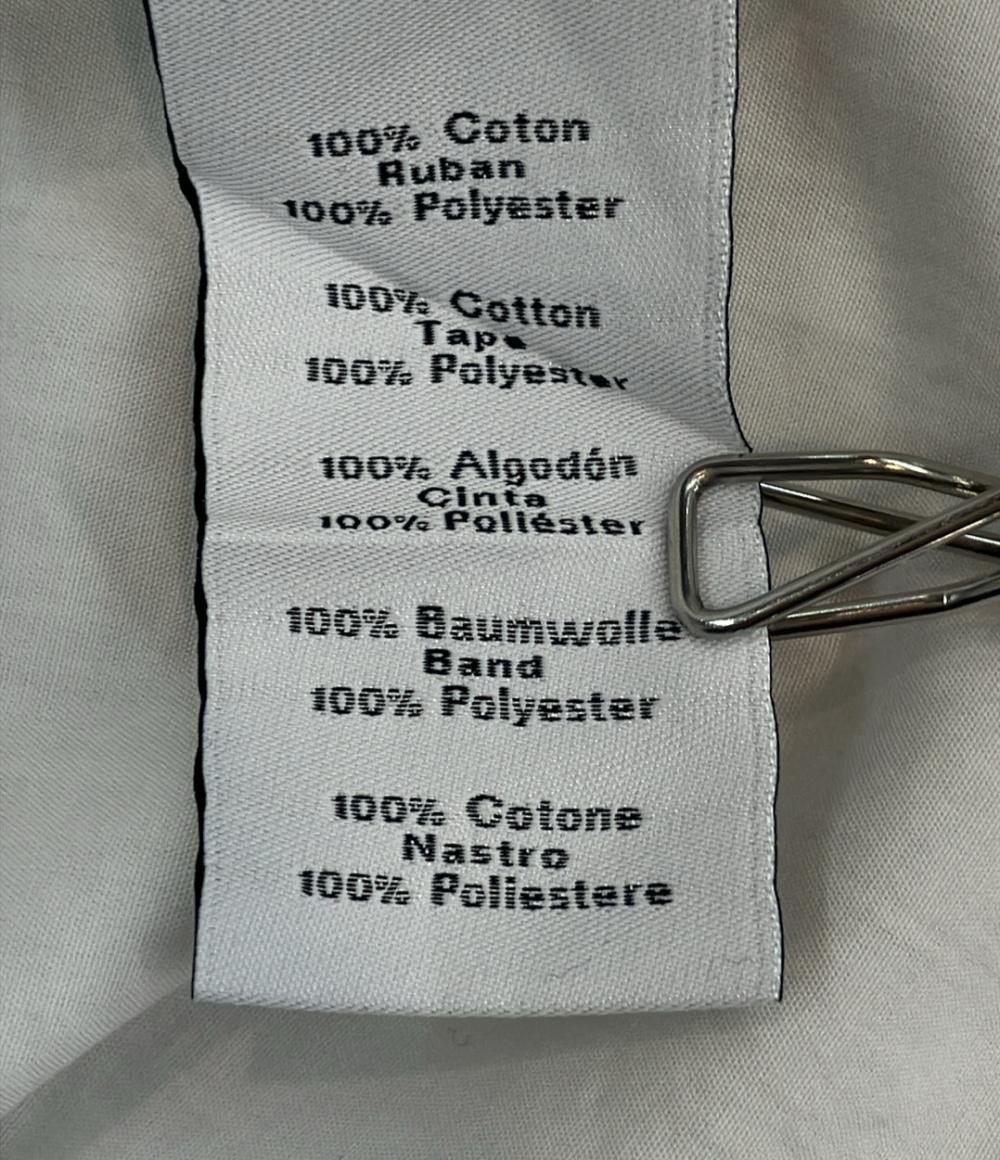 100% Coton
Ruban
100% Polyester
100% Cotton
Tape
100% Polyester
100% Algodón
Cinta
100% Poliéster
100% Baumwolle
Band
100% Polyester
100% Cotone
Nastro
100% Poliestere